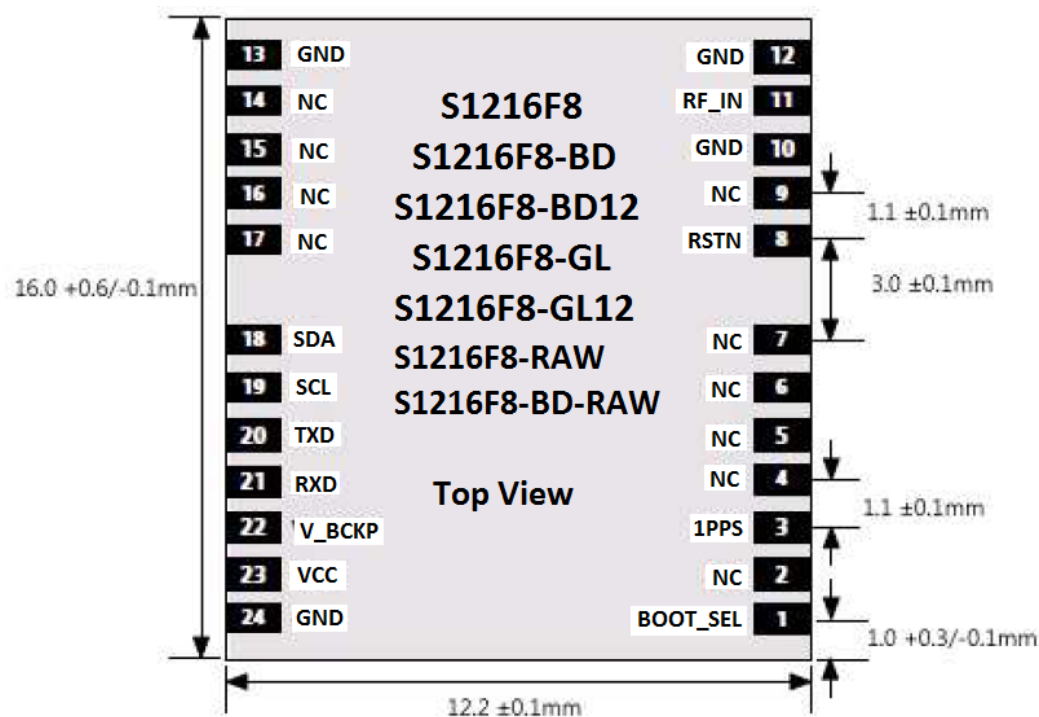 13 GND
GND 12
14 NC
S1216F8
RF_IN 11
15 NC
S1216F8-BD
GND 10
16 NC
S1216F8-BD12
NC 9
1.1 ±0.1mm
17 NC
S1216F8-GL
RSTN 8
16.0 +0.6/-0.1mm
3.0 ±0.1mm
S1216F8-GL12
18 SDA
S1216F8-RAW
NC 7
19 SCL
S1216F8-BD-RAW
NC 6
20 TXD
NC 5
21 RXD
Top View
NC 4
1.1 ±0.1mm
22 V_BCKP
1PPS 3
23 VCC
NC 2
24 GND
BOOT_SEL 1
1.0 +0.3/-0.1mm
12.2 ±0.1mm